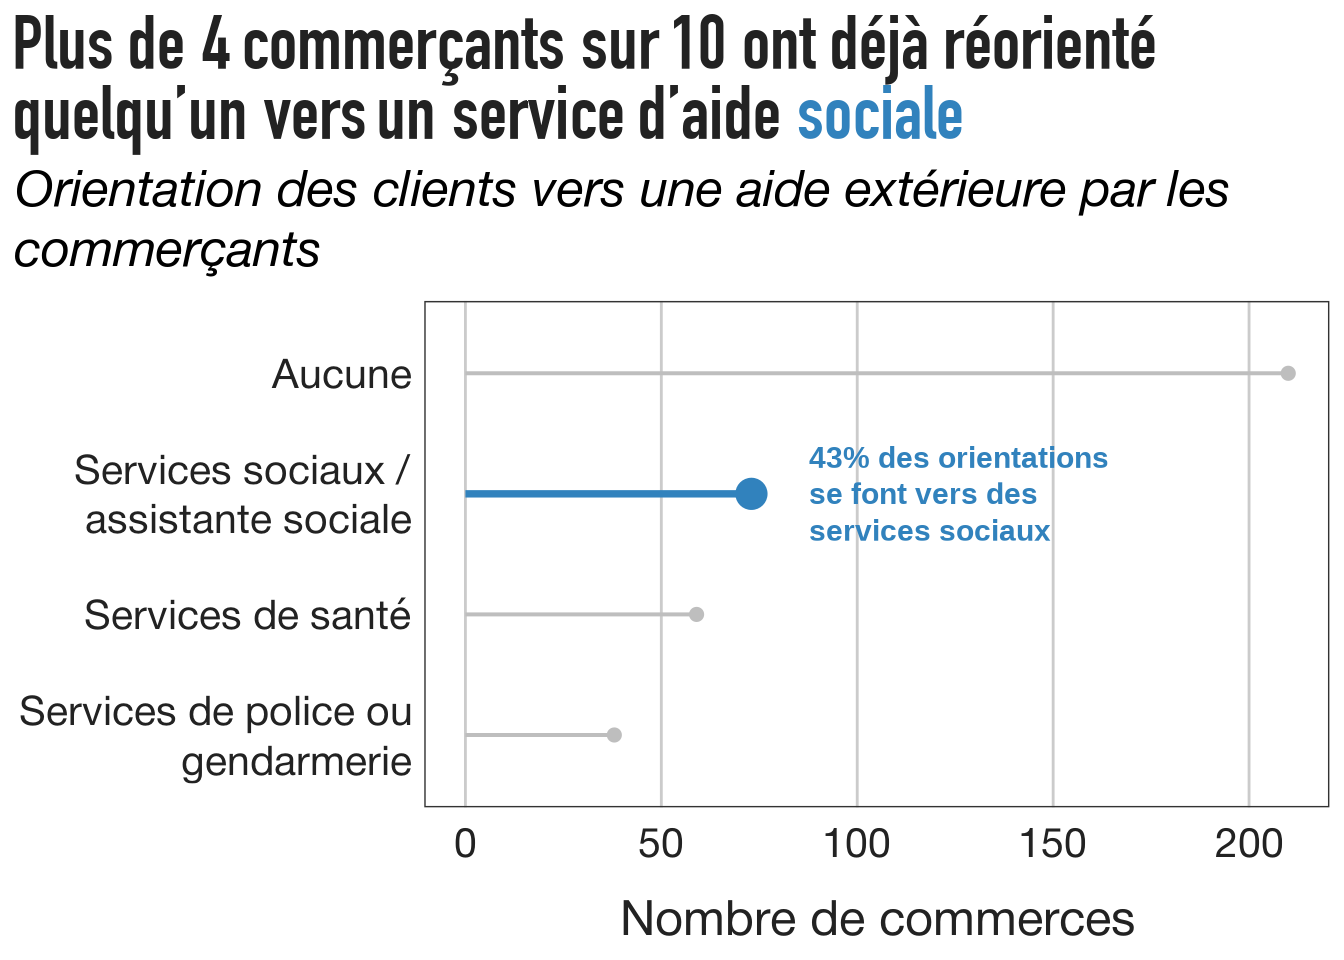 Plus de 4 commerçants sur 10 ont déjà réorienté
quelqu’un vers un service d’aide sociale
Orientation des clients vers une aide extérieure par les
commerçants
Aucune
Services sociaux /
assistante sociale
43% des orientations
se font vers des
services sociaux
Services de santé
Services de police ou
gendarmerie
0 50 100 150 200
Nombre de commerces